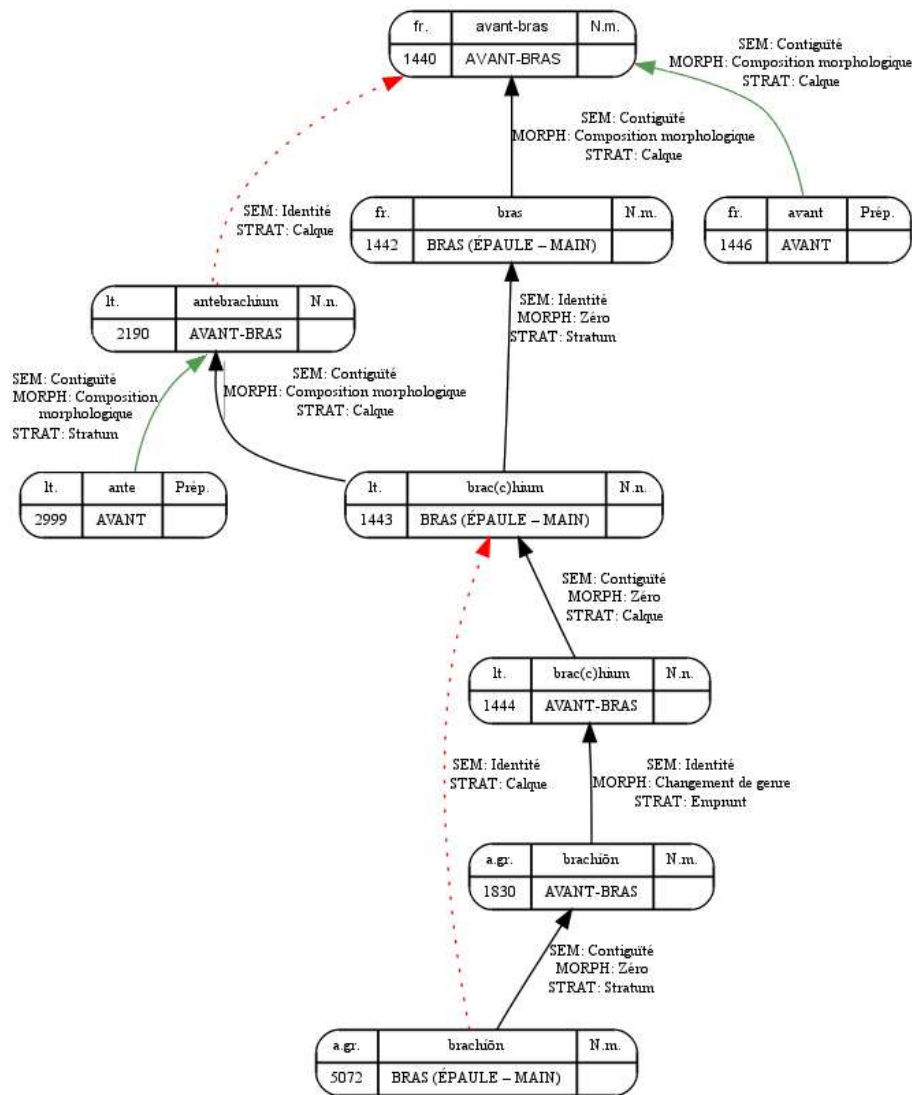 fr. avant-bras N.m.
1440 AVANT-BRAS
SEM: Contiguïté
MORPH: Composition morphologique
STRAT: Calque
SEM: Contiguïté
MORPH: Composition morphologique
STRAT: Calque
SEM: Identité
STRAT: Calque
fr. bras N.m.
1442 BRAS (ÉPAULE – MAIN)
fr. avant Prép.
1446 AVANT
lt. antebrachium N.n.
2190 AVANT-BRAS
SEM: Identité
MORPH: Zéro
STRAT: Stratum
SEM: Contiguïté
MORPH: Composition
morphologique
STRAT: Stratum
SEM: Contiguïté
MORPH: Composition morphologique
STRAT: Calque
lt. ante Prép.
2999 AVANT
lt. brac(c)hium N.n.
1443 BRAS (ÉPAULE – MAIN)
SEM: Contiguïté
MORPH: Zéro
STRAT: Calque
lt. brac(c)hium N.n.
1444 AVANT-BRAS
SEM: Identité
STRAT: Calque
SEM: Identité
MORPH: Changement de genre
STRAT: Emprunt
a.gr. brachiōn N.m.
1830 AVANT-BRAS
SEM: Contiguïté
MORPH: Zéro
STRAT: Stratum
a.gr. brachiōn N.m.
5072 BRAS (ÉPAULE – MAIN)